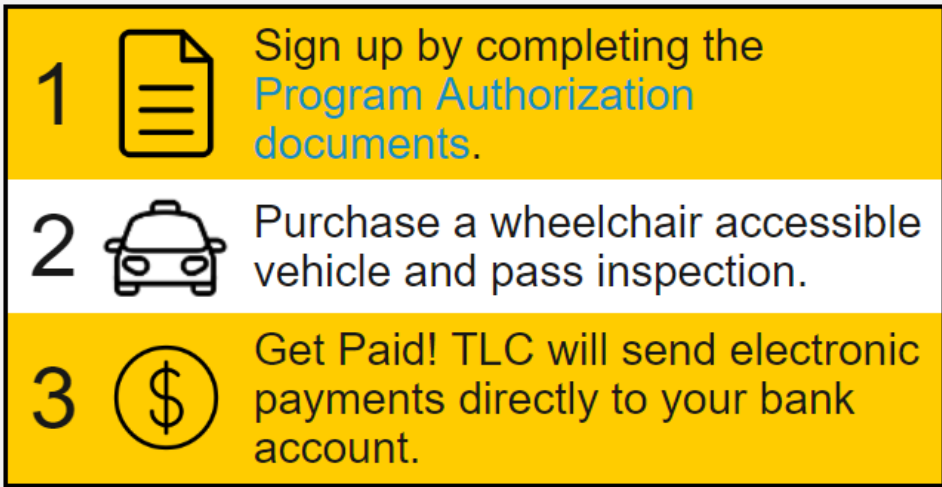 1
Sign up by completing the
Program Authorization
documents.
2
Purchase a wheelchair accessible
vehicle and pass inspection.
3
$
Get Paid! TLC will send electronic
payments directly to your bank
account.